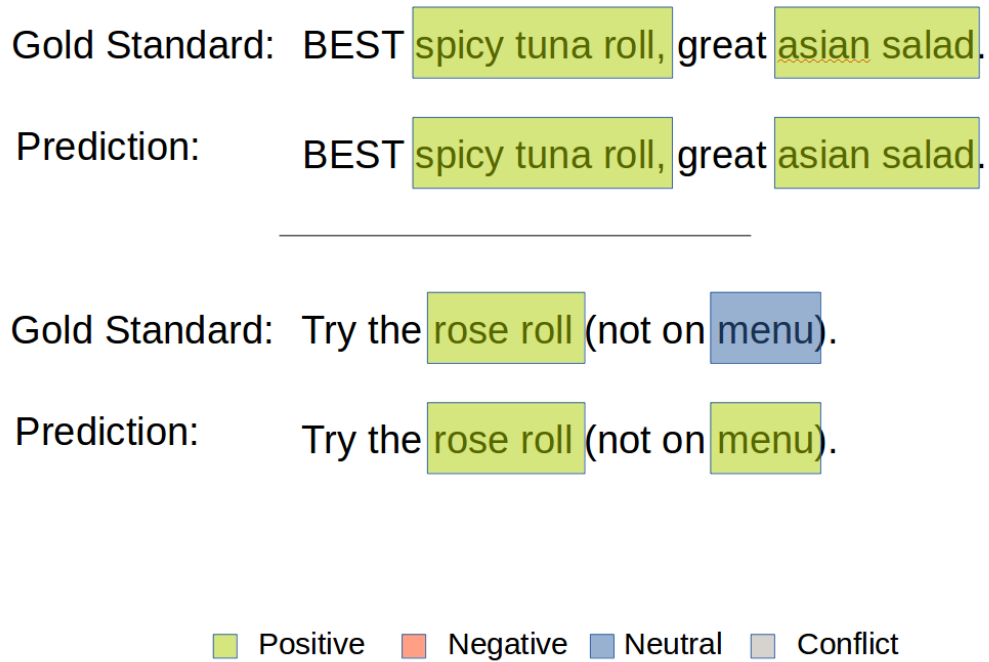 Gold Standard: BEST spicy tuna roll, great asian salad.
Prediction: BEST spicy tuna roll, great asian salad.
Gold Standard: Try the rose roll (not on menu).
Prediction: Try the rose roll (not on menu).
Positive Negative Neutral Conflict